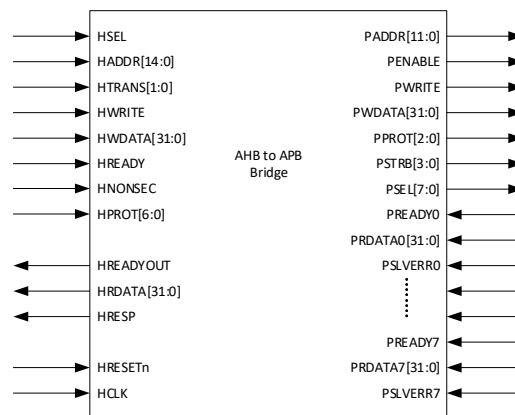 HSEL
HADDR[14:0]
HTRANS[1:0]
HWRITE
HWDATA[31:0]
HREADY
HNONSEC
HPROT[6:0]
HREADYOUT
HRDATA[31:0]
HRESP
HRESETn
HCLK
AHB to APB
Bridge
PADDR[11:0]
PENABLE
PWRITE
PWDATA[31:0]
PPROT[2:0]
PSTRB[3:0]
PSEL[7:0]
PREADY0
PRDATA0[31:0]
PSLVERR0
PREADY7
PRDATA7[31:0]
PSLVERR7